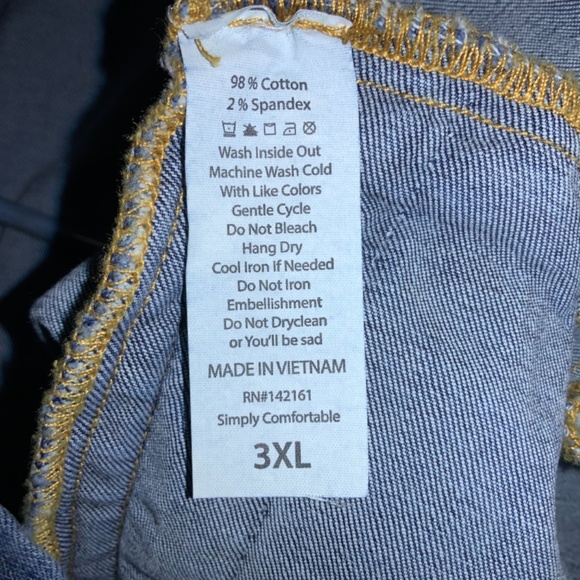 98% Cotton
2% Spandex
Wash Inside Out
Machine Wash Cold
With Like Colors
Gentle Cycle
Do Not Bleach
Hang Dry
Cool Iron If Needed
Do Not Iron
Embellishment
Do Not Dryclean
or You'll be sad
MADE IN VIETNAM
RN#142161
Simply Comfortable
3XL